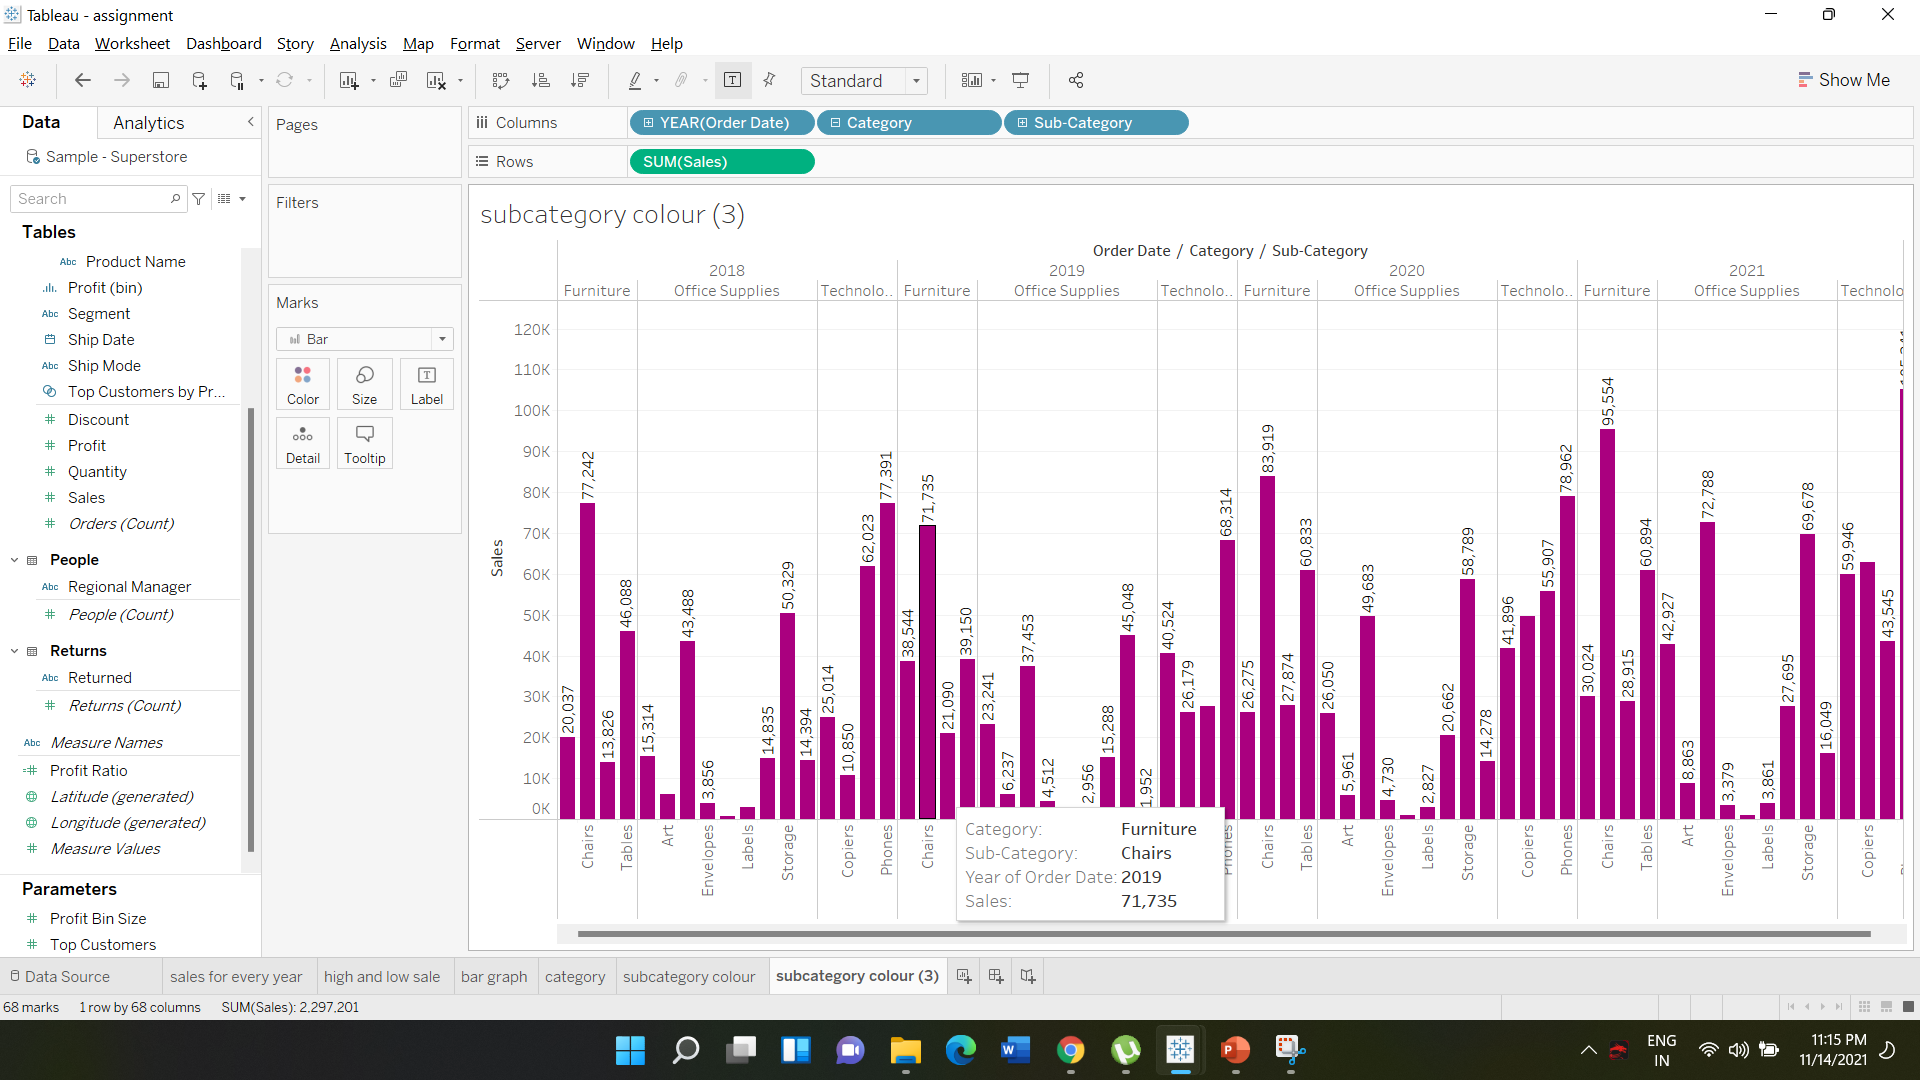 Tableau - assignment
File Data Worksheet Dashboard Story Analysis Map Format Server Window Help
Standard
Show Me
Data Analytics
Sample - Superstore
Search
Tables
Abc Product Name
Profit (bin)
Abc Segment
Ship Date
Abc Ship Mode
Top Customers by Pr...
Discount
Profit
Quantity
Sales
Orders (Count)
People
Abc Regional Manager
People (Count)
Returns
Abc Returned
Returns (Count)
Abc Measure Names
Profit Ratio
Latitude (generated)
Longitude (generated)
Measure Values
Parameters
Profit Bin Size
Top Customers
Pages
Filters
Marks
Bar
Color Size Label
Detail Tooltip
Columns YEAR(Order Date) Category Sub-Category
Rows SUM(Sales)
subcategory colour (3)
Order Date / Category / Sub-Category
2018 2019 2020 2021
Furniture Office Supplies Technolo.. Furniture Office Supplies Technolo.. Furniture Office Supplies Technolo.. Furniture Office Supplies Technolo
Sales
120K
110K
100K
90K
80K
70K
60K
50K
40K
30K
20K
10K
0K
20,037 77,242 13,826 46,088 15,314 43,488 3,856 14,835 50,329 14,394 25,014 10,850 62,023 77,391
38,544 71,735 21,090 39,150 23,241 6,237 37,453 4,512 2,956 15,288 45,048 1,952 40,524 26,179 68,314
26,275 83,919 27,874 60,833 26,050 5,961 49,683 4,730 2,827 20,662 58,789 14,278 41,896 55,907 78,962
30,024 95,554 28,915 60,894 42,927 8,863 72,788 3,379 3,861 27,695 69,678 16,049 59,946 43,545
Chairs Tables Art Envelopes Labels Storage Copiers Phones Chairs Phones Chairs Tables Art Envelopes Labels Storage Copiers Phones Chairs Tables Art Envelopes Labels Storage Copiers
Category: Furniture
Sub-Category: Chairs
Year of Order Date: 2019
Sales: 71,735
Data Source sales for every year high and low sale bar graph category subcategory colour subcategory colour (3)
68 marks 1 row by 68 columns SUM(Sales): 2,297,201
ENG
IN
11:15 PM
11/14/2021